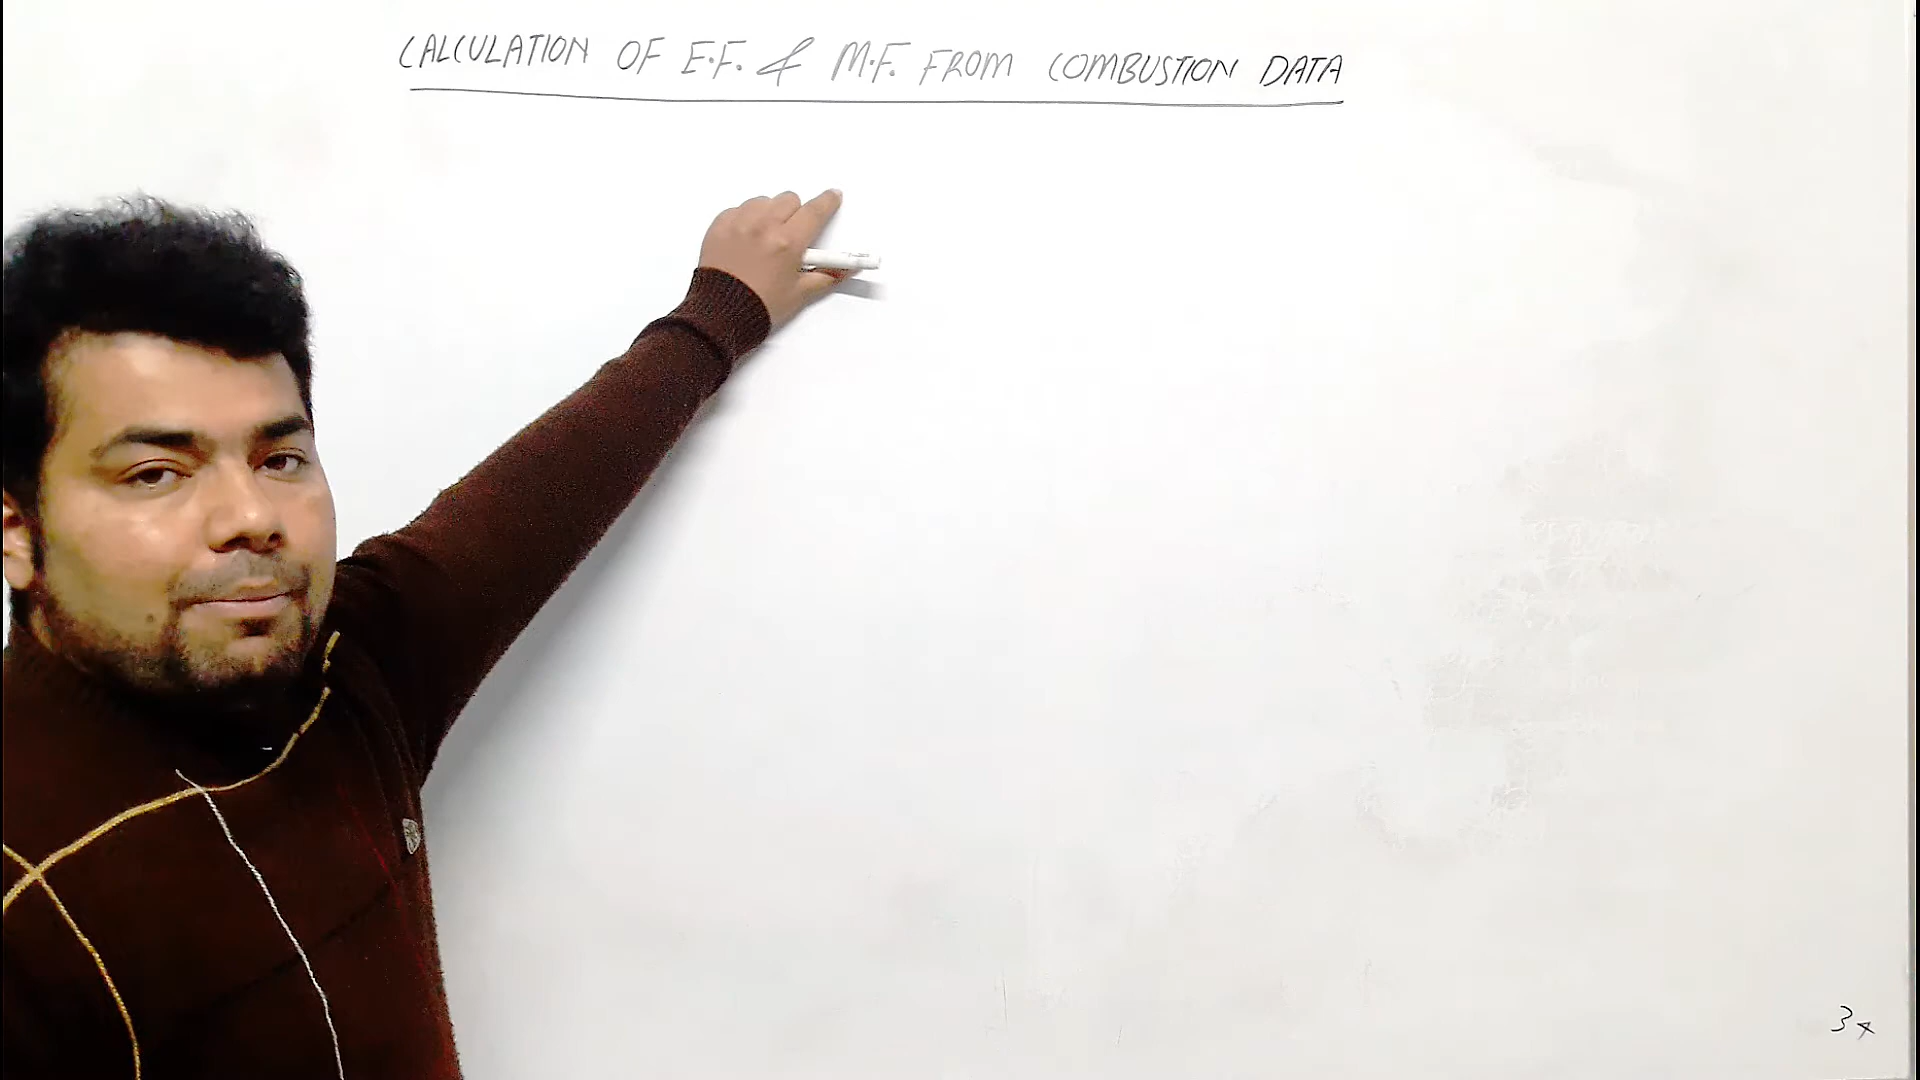 CALCULATION OF E.F. & M.F. FROM COMBUSTION DATA